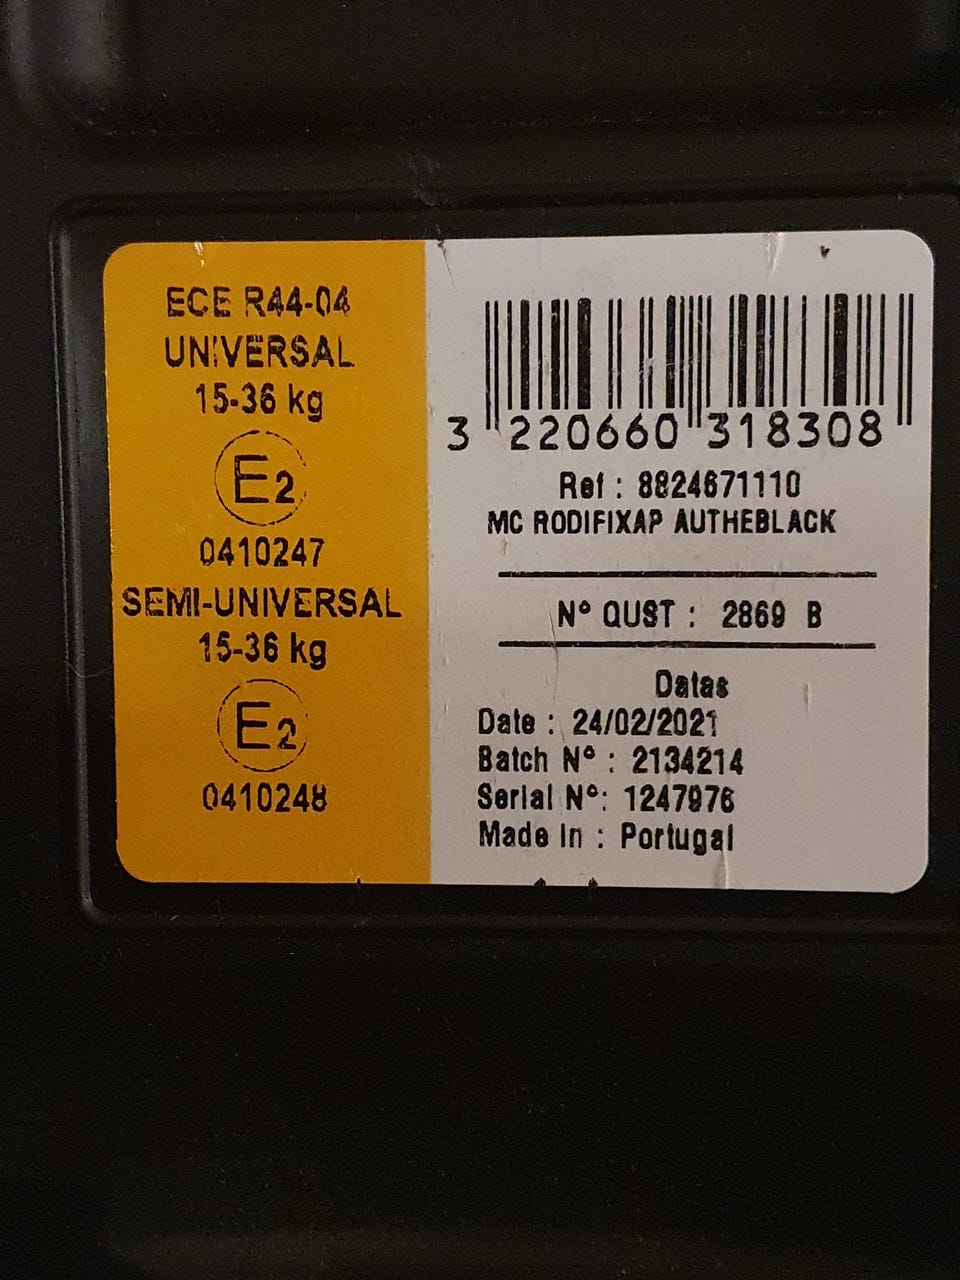 ECE R44-04
UNIVERSAL
15-36 kg
E2
0410247
SEMI-UNIVERSAL
15-36 kg
E2
0410248
3 220660 318308
Ref : 8824671110
MC RODIFIXAP AUTHEBLACK
N° QUST : 2869 B
Datas
Date : 24/02/2021
Batch N° : 2134214
Serial N°: 1247976
Made in : Portugal